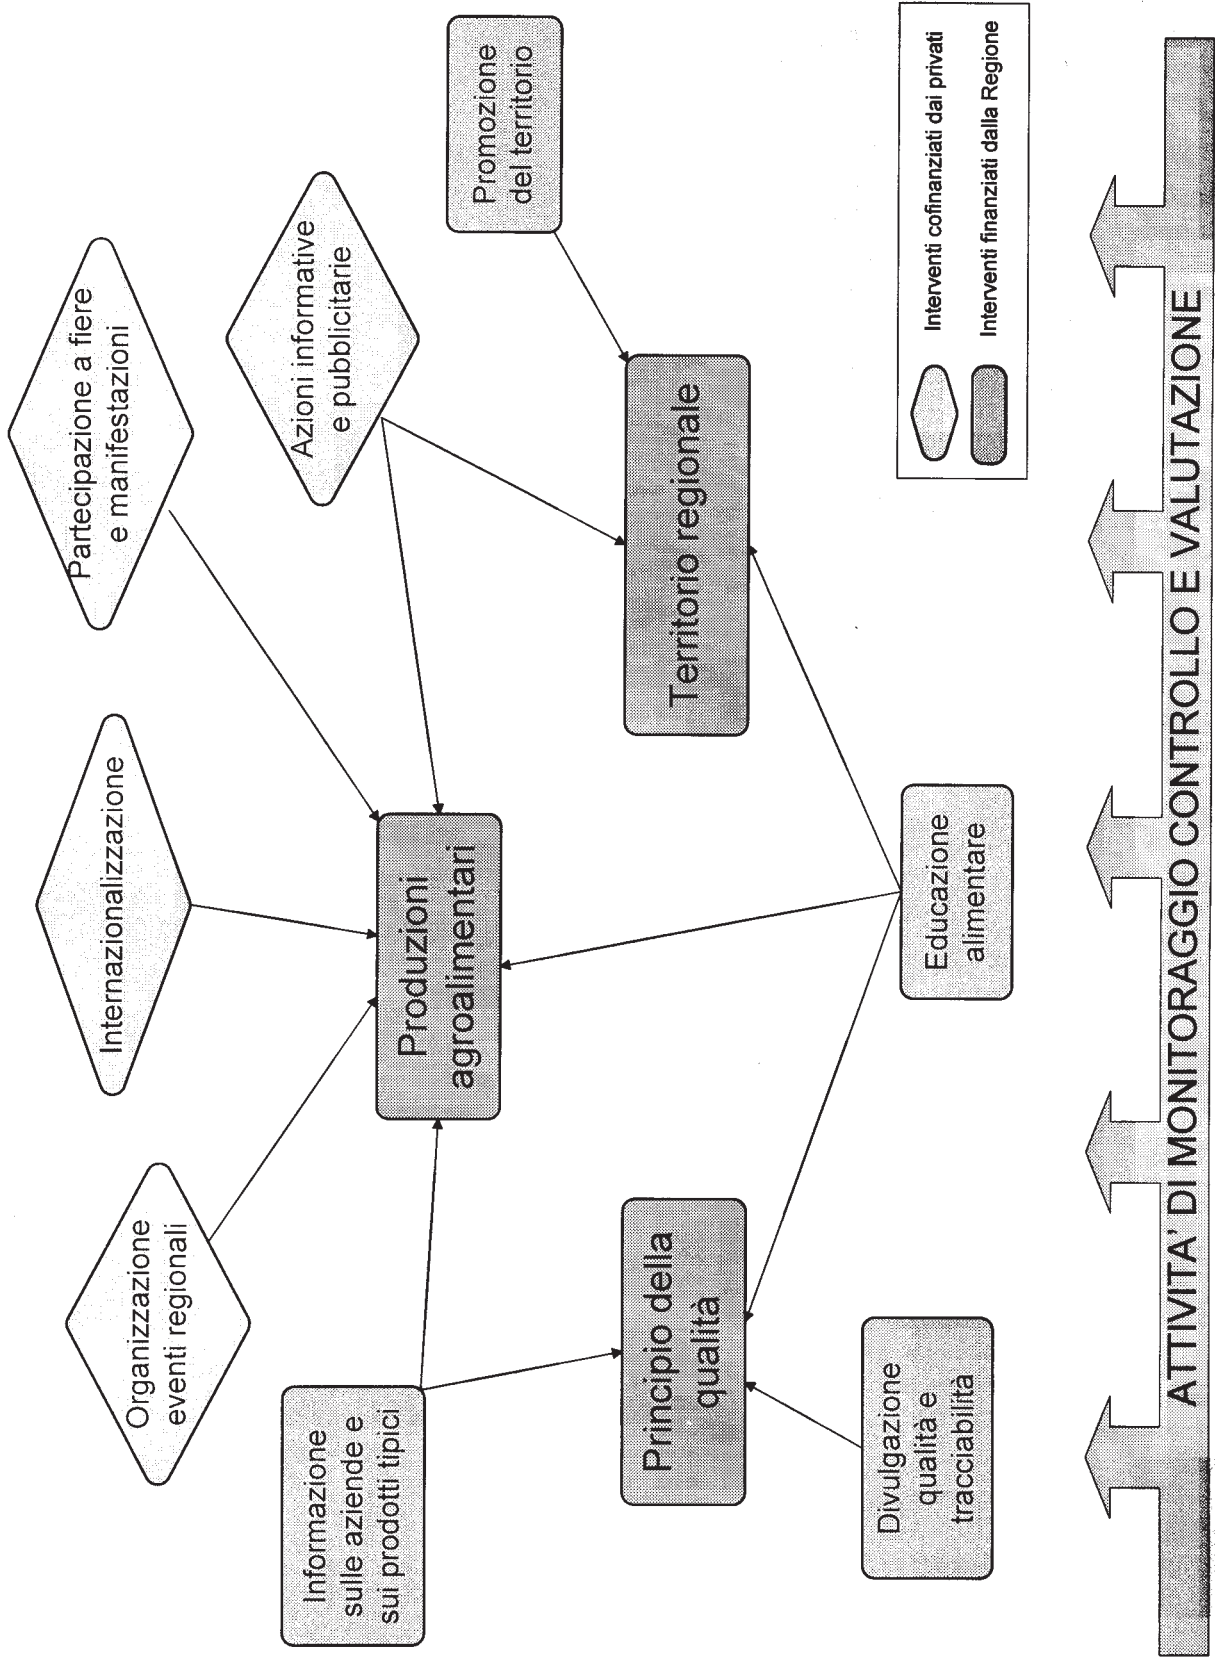 Partecipazione a fiere
e manifestazioni
Internazionalizzazione
Organizzazione
eventi regionali
Azioni informative
e pubblicitarie
Informazione
sulle aziende e
sui prodotti tipici
Produzioni
agroalimentari
Promozione
del territorio
Principio della
qualità
Territorio regionale
Divulgazione
qualità e
tracciabilità
Educazione
alimentare
Interventi cofinanziati dai privati
Interventi finanziati dalla Regione
ATTIVITA' DI MONITORAGGIO CONTROLLO E VALUTAZIONE